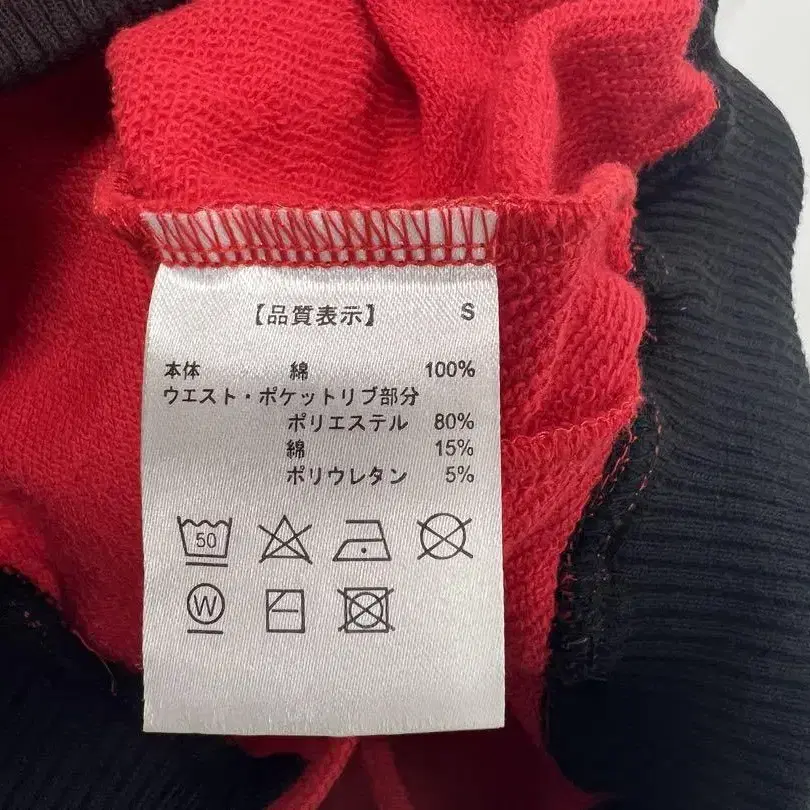 【品質表示】 S
本体 綿 100%
ウエスト・ポケットリブ部分
ポリエステル 80%
綿 15%
ポリウレタン 5%
50
W